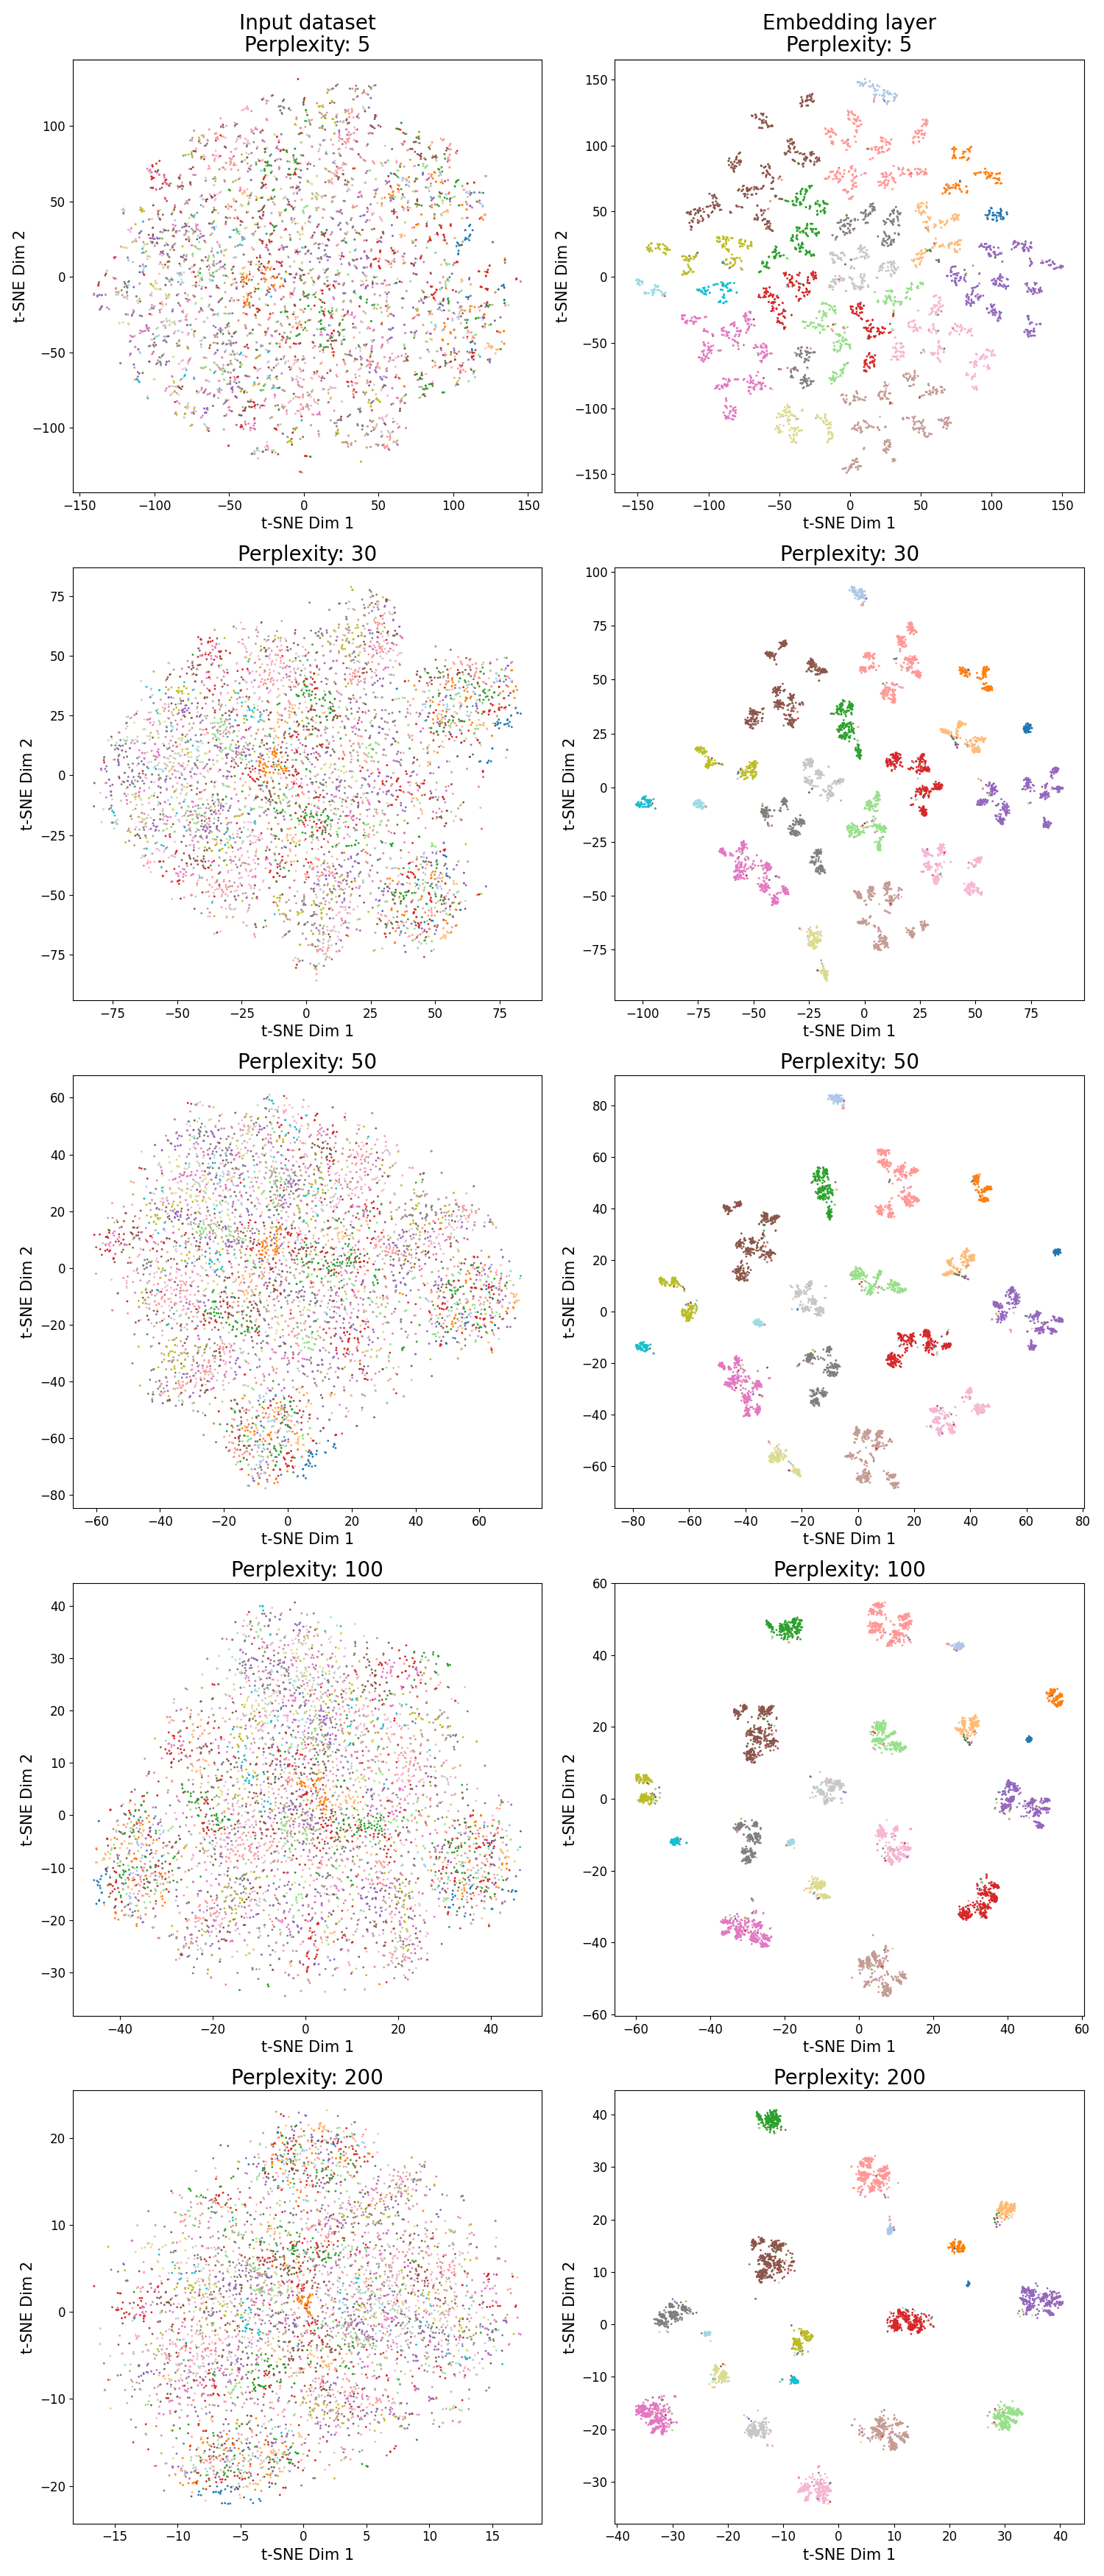 Input dataset
Perplexity: 5
Embedding layer
Perplexity: 5
t-SNE Dim 2
100
50
0
−50
−100
−150 −100 −50 0 50 100 150
t-SNE Dim 1
t-SNE Dim 2
150
100
50
0
−50
−100
−150
−150 −100 −50 0 50 100 150
t-SNE Dim 1
Perplexity: 30
t-SNE Dim 2
75
50
25
0
−25
−50
−75
−75 −50 −25 0 25 50 75
t-SNE Dim 1
Perplexity: 30
t-SNE Dim 2
100
75
50
25
0
−25
−50
−75
−100 −75 −50 −25 0 25 50 75
t-SNE Dim 1
Perplexity: 50
t-SNE Dim 2
60
40
20
0
−20
−40
−60
−80
−60 −40 −20 0 20 40 60
t-SNE Dim 1
Perplexity: 50
t-SNE Dim 2
80
60
40
20
0
−20
−40
−60
−80 −60 −40 −20 0 20 40 60 80
t-SNE Dim 1
Perplexity: 100
t-SNE Dim 2
40
30
20
10
0
−10
−20
−30
−40 −20 0 20 40
t-SNE Dim 1
Perplexity: 100
t-SNE Dim 2
60
40
20
0
−20
−40
−60
−60 −40 −20 0 20 40 60
t-SNE Dim 1
Perplexity: 200
t-SNE Dim 2
20
10
0
−10
−20
−15 −10 −5 0 5 10 15
t-SNE Dim 1
Perplexity: 200
t-SNE Dim 2
40
30
20
10
0
−10
−20
−30
−40 −30 −20 −10 0 10 20 30 40
t-SNE Dim 1